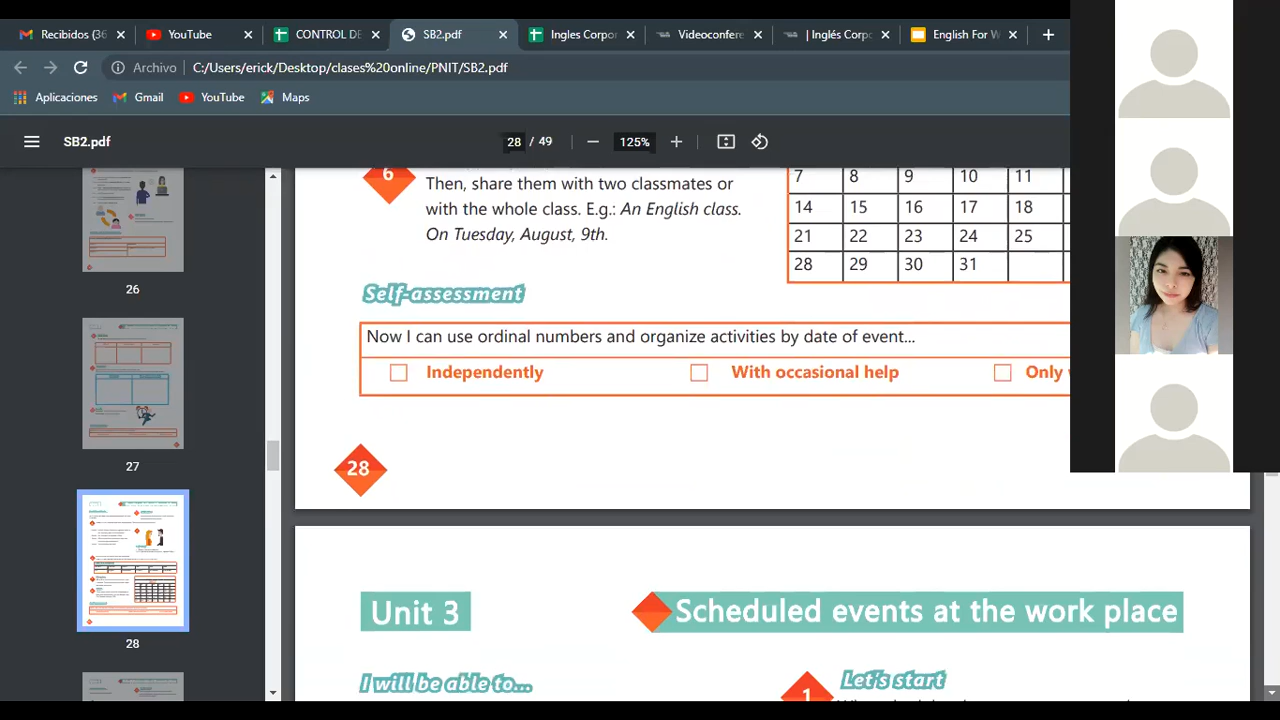 Recibidos (36
YouTube
CONTROL DE
SB2.pdf
Ingles Corpor
Videoconfere
| Inglés Corp
English For W
Archivo
C:/Users/erick/Desktop/clases%20online/PNIT/SB2.pdf
Aplicaciones
Gmail
YouTube
Maps
SB2.pdf
28 / 49
125%
26
27
28
6
Then, share them with two classmates or
with the whole class. E.g.: An English class.
On Tuesday, August, 9th.
7 8 9 10 11
14 15 16 17 18
21 22 23 24 25
28 29 30 31
Self-assessment
Now I can use ordinal numbers and organize activities by date of event...
Independently
With occasional help
Only
28
Unit 3
Scheduled events at the work place
I will be able to...
1
Let's start